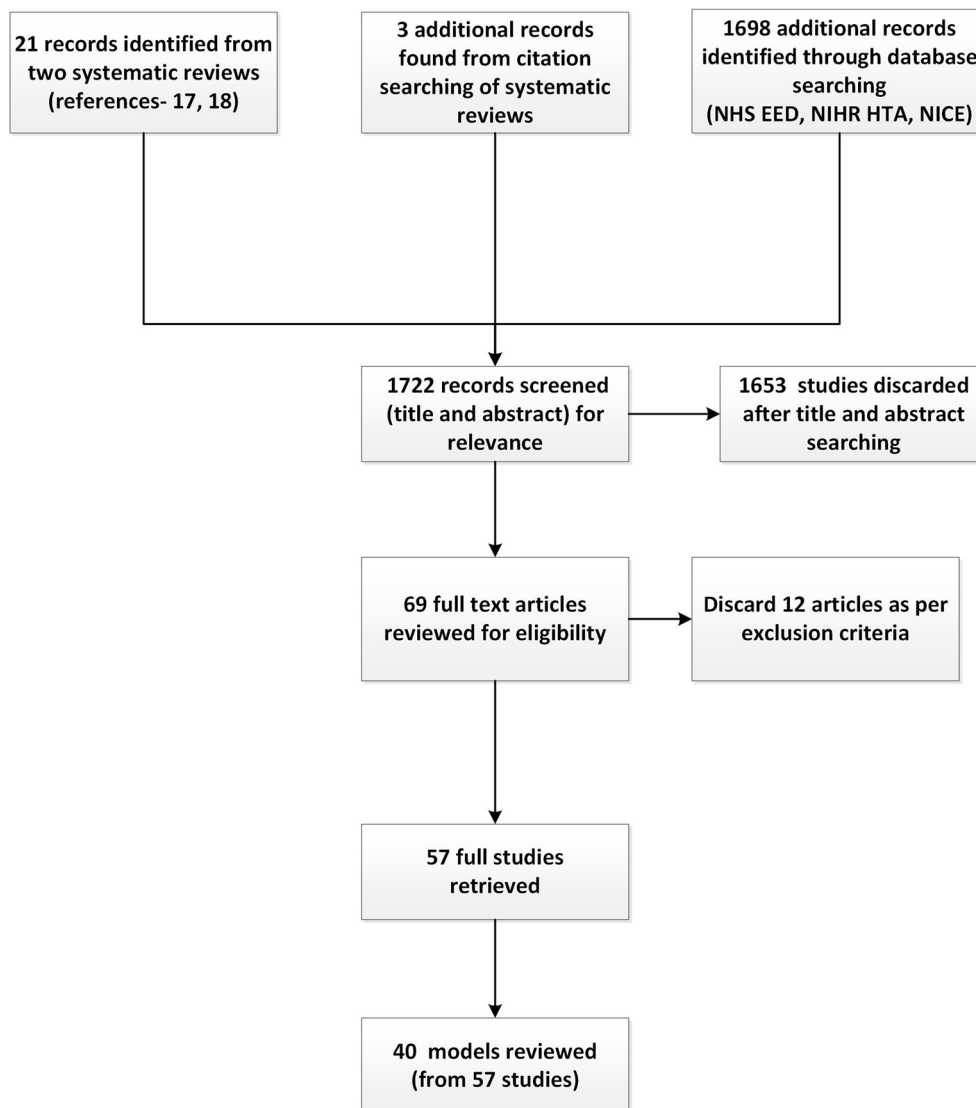 21 records identified from
two systematic reviews
(references- 17, 18)
3 additional records
found from citation
searching of systematic
reviews
1698 additional records
identified through database
searching
(NHS EED, NIHR HTA, NICE)
1722 records screened
(title and abstract) for
relevance
1653 studies discarded
after title and abstract
searching
69 full text articles
reviewed for eligibility
Discard 12 articles as per
exclusion criteria
57 full studies
retrieved
40 models reviewed
(from 57 studies)